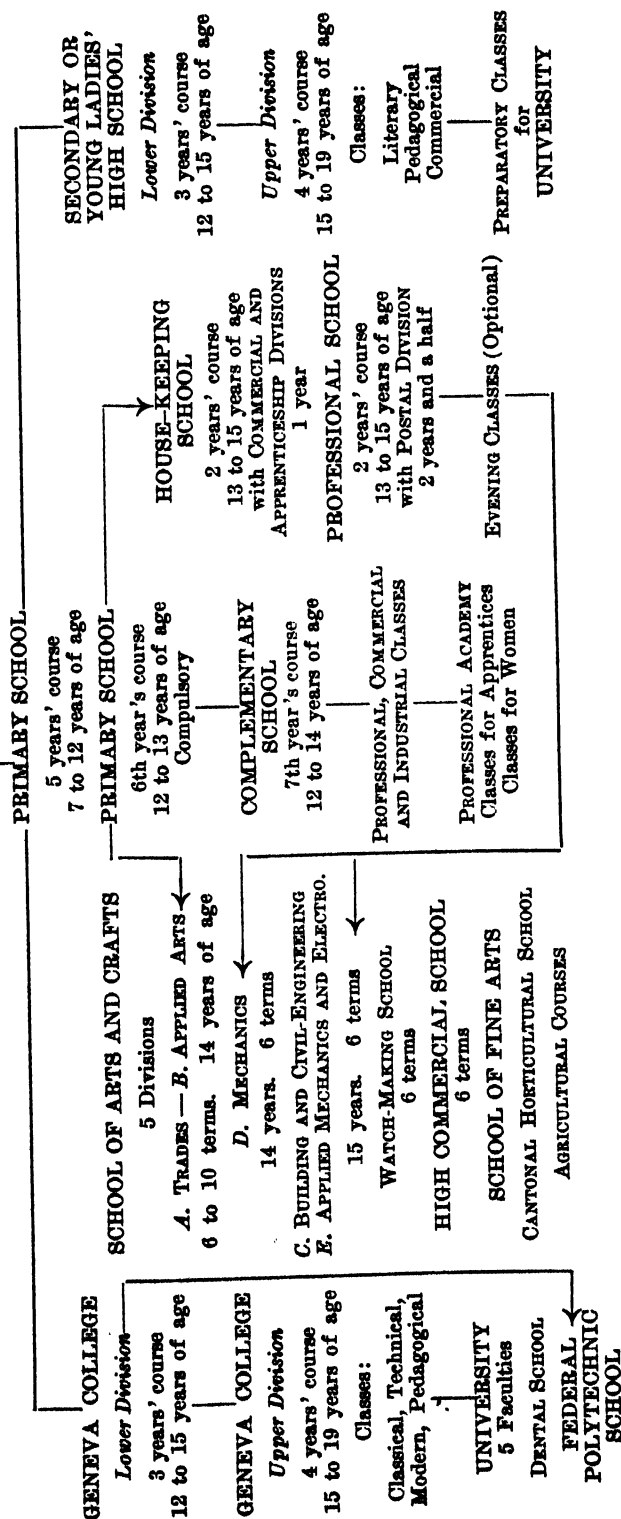 PRIMARY SCHOOL
5 years' course
7 to 12 years of age
PRIMARY SCHOOL
6th year's course
12 to 13 years of age
Compulsory
COMPLEMENTARY
SCHOOL
7th year's course
12 to 14 years of age
PROFESSIONAL, COMMERCIAL
AND INDUSTRIAL CLASSES
PROFESSIONAL ACADEMY
Classes for Apprentices
Classes for Women
GENEVA COLLEGE
Lower Division
3 years' course
12 to 15 years of age
GENEVA COLLEGE
Upper Division
4 years' course
15 to 19 years of age
Classes:
Classical, Technical,
Modern, Pedagogical
UNIVERSITY
5 Faculties
DENTAL SCHOOL
FEDERAL
POLYTECHNIC
SCHOOL
SCHOOL OF ARTS AND CRAFTS
5 Divisions
A. TRADES — B. APPLIED ARTS
6 to 10 terms. 14 years of age
D. MECHANICS
14 years. 6 terms
C. BUILDING AND CIVIL-ENGINEERING
E. APPLIED MECHANICS AND ELECTRO.
15 years. 6 terms
WATCH-MAKING SCHOOL
6 terms
HIGH COMMERCIAL SCHOOL
6 terms
SCHOOL OF FINE ARTS
CANTONAL HORTICULTURAL SCHOOL
AGRICULTURAL COURSES
HOUSE-KEEPING
SCHOOL
2 years' course
13 to 15 years of age
with COMMERCIAL AND
APPRENTICESHIP DIVISIONS
1 year
PROFESSIONAL SCHOOL
2 years' course
13 to 15 years of age
with POSTAL DIVISION
2 years and a half
EVENING CLASSES (Optional)
SECONDARY OR
YOUNG LADIES'
HIGH SCHOOL
Lower Division
3 years' course
12 to 15 years of age
Upper Division
4 years' course
15 to 19 years of age
Classes:
Literary
Pedagogical
Commercial
PREPARATORY CLASSES
for
UNIVERSITY